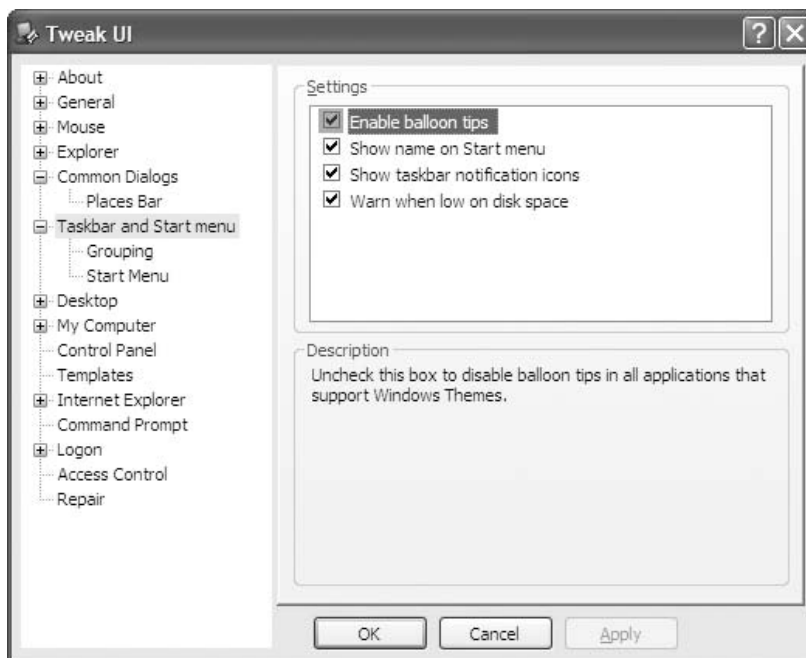 Tweak UI
About
General
Mouse
Explorer
Common Dialogs
Places Bar
Taskbar and Start menu
Grouping
Start Menu
Desktop
My Computer
Control Panel
Templates
Internet Explorer
Command Prompt
Logon
Access Control
Repair
Settings
Enable balloon tips
Show name on Start menu
Show taskbar notification icons
Warn when low on disk space
Description
Uncheck this box to disable balloon tips in all applications that
support Windows Themes.
OK
Cancel
Apply